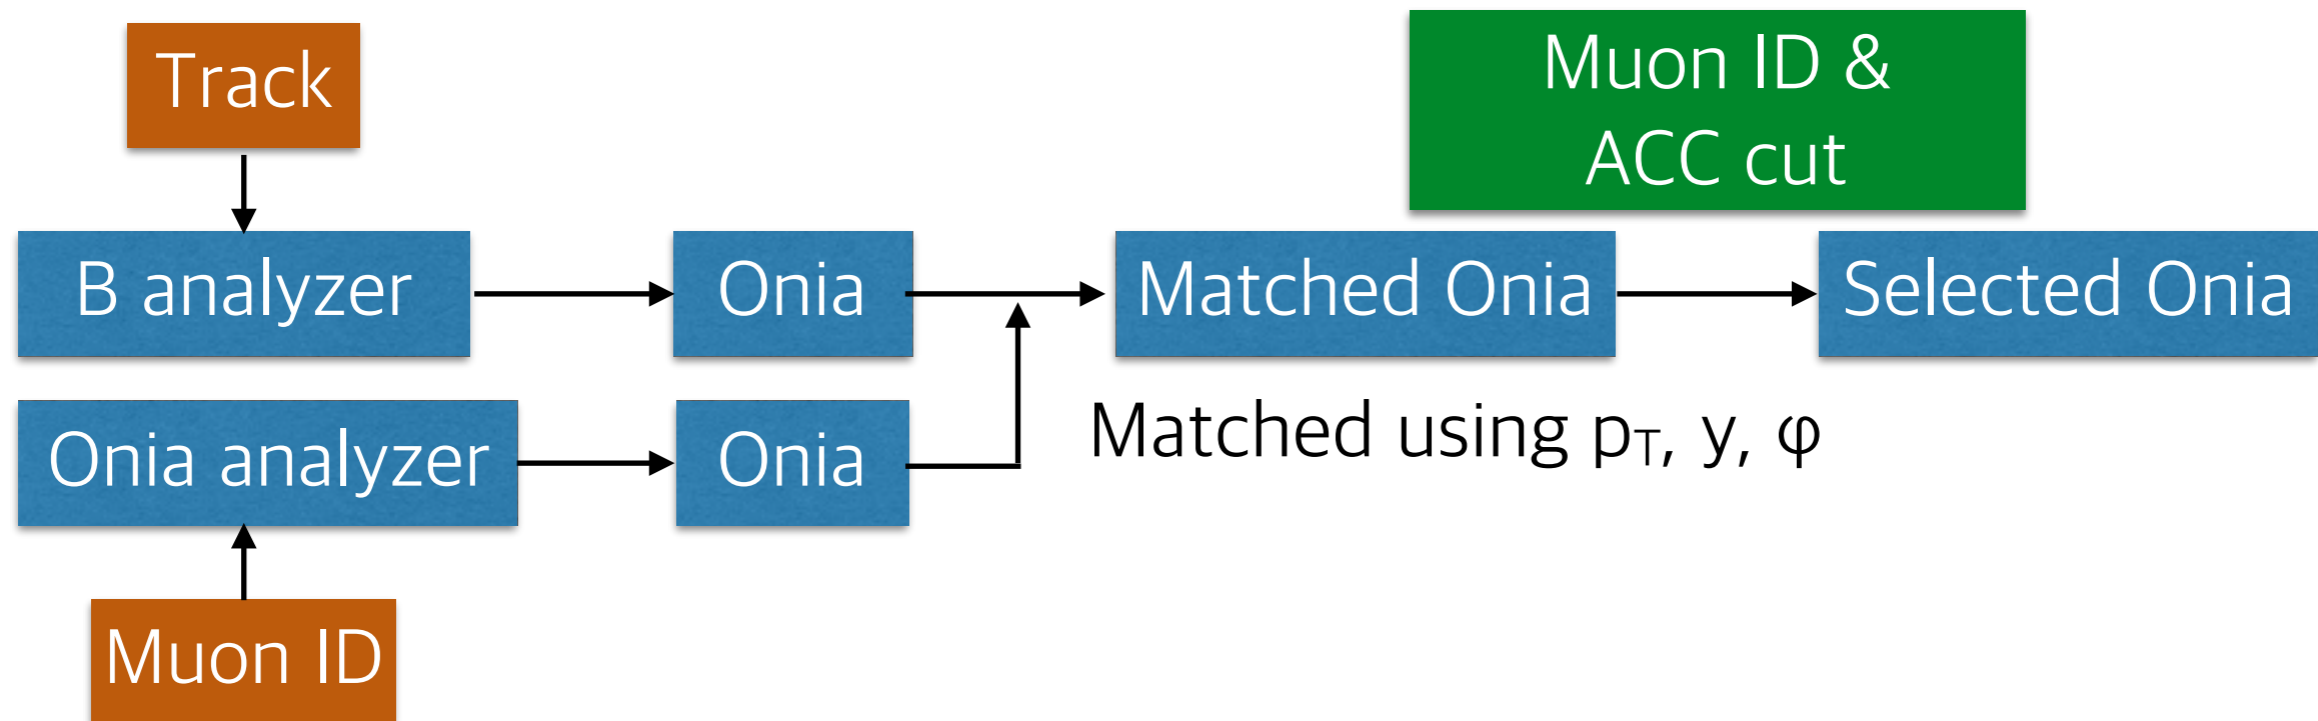 Track
Muon ID &
ACC cut
B analyzer
Onia
Matched Onia
Selected Onia
Onia analyzer
Onia
Matched using pT, y, φ
Muon ID